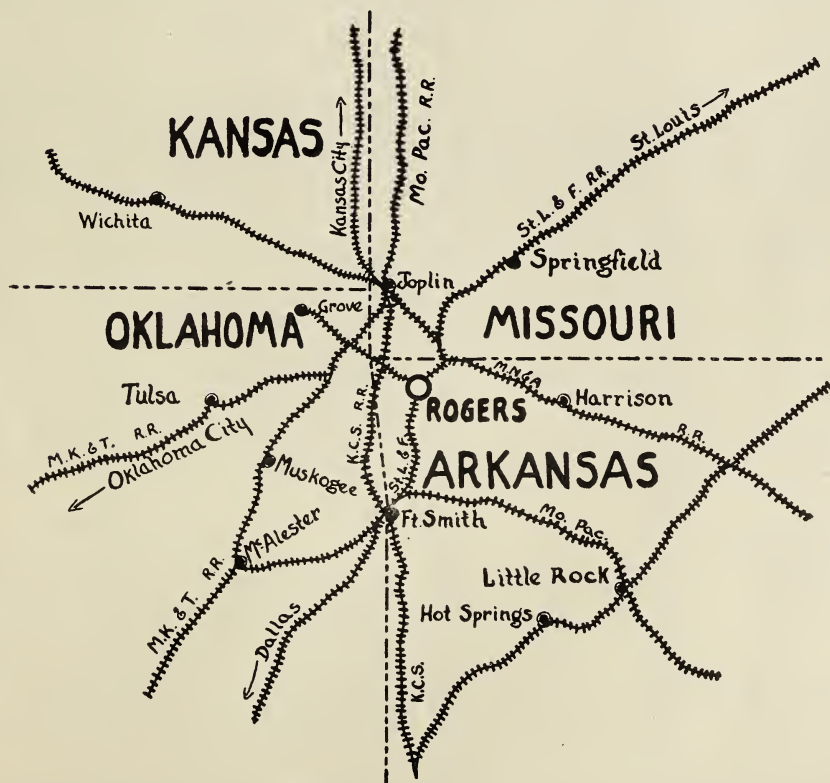 KANSAS
Kansas City
Mo. Pac. R.R.
St. Louis
St. L. & F. R.R.
Wichita
Springfield
Joplin
Grove
OKLAHOMA
MISSOURI
M.N&A
R.R.
Tulsa
Harrison
ROGERS
M.K.&T. R.R.
Oklahoma City
K.C.S. R.R.
St. L. & F.
ARKANSAS
Muskogee
Mo. Pac.
Ft. Smith
McAlester
Little Rock
Hot Springs
M.K.&T. R.R.
Dallas
K.C.S.